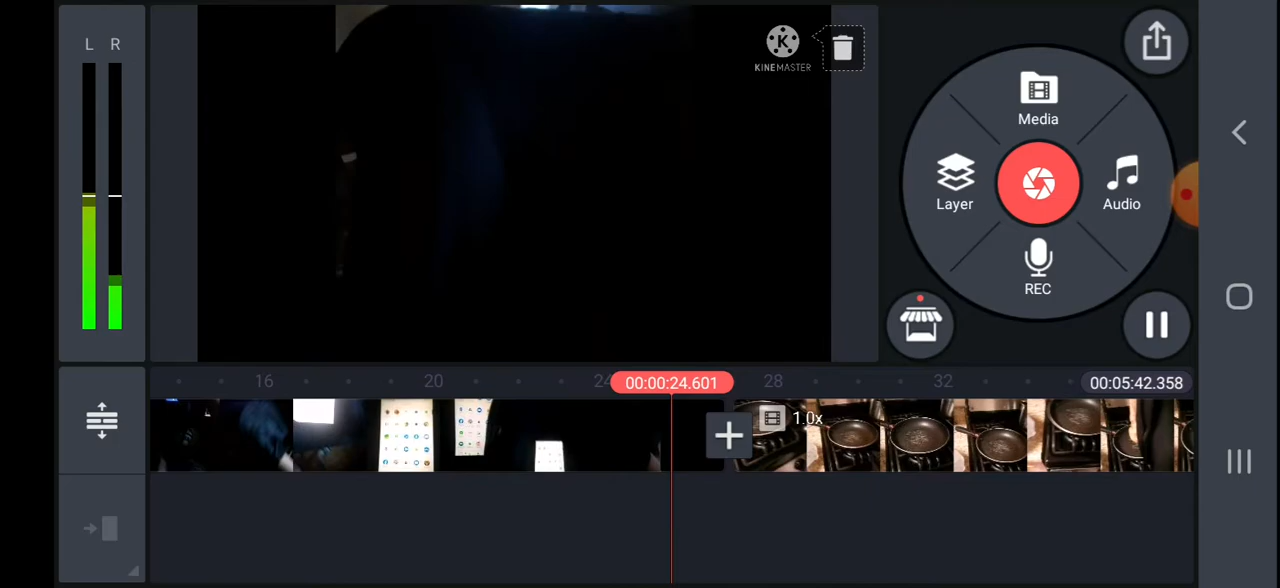 L R
KINEMASTER
Media
Layer
Audio
REC
16 20 24 00:00:24.601 28 32 00:05:42.358
1.0x